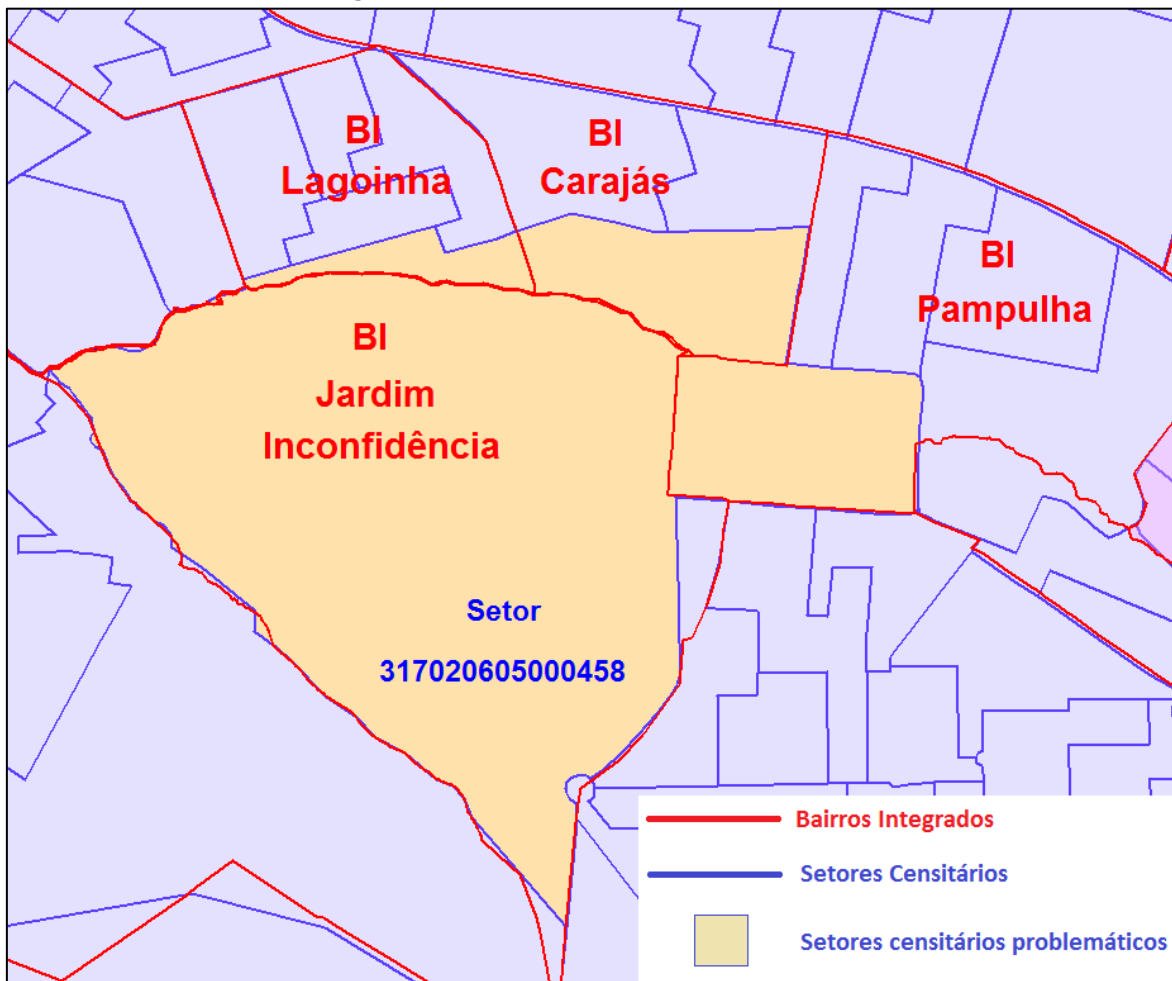 BI
Lagoinha
BI
Carajás
BI
Pampulha
BI
Jardim
Inconfidência
Setor
317020605000458
Bairros Integrados
Setores Censitários
Setores censitários problemáticos